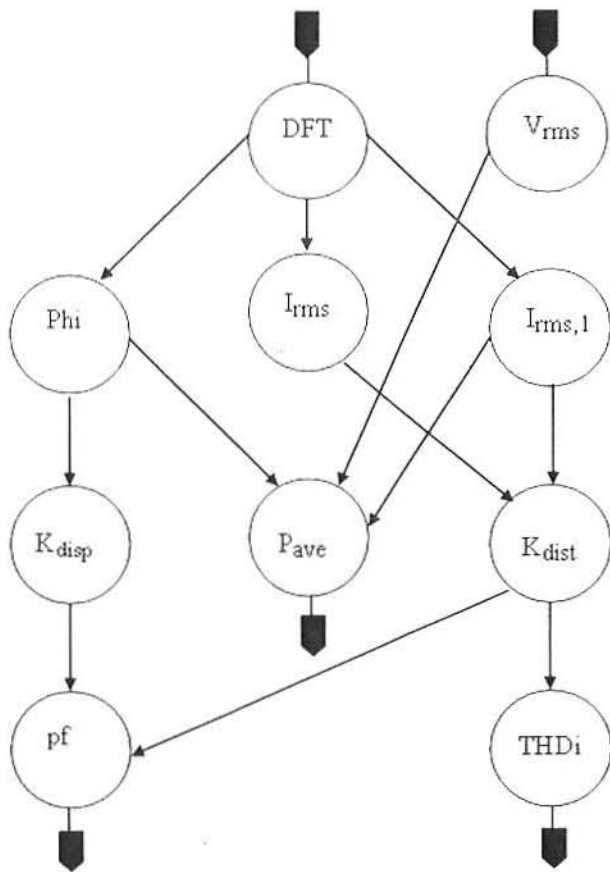 DFT
Vrms
Phi
Irms
Irms,1
Kdisp
Pave
Kdist
pf
THDi